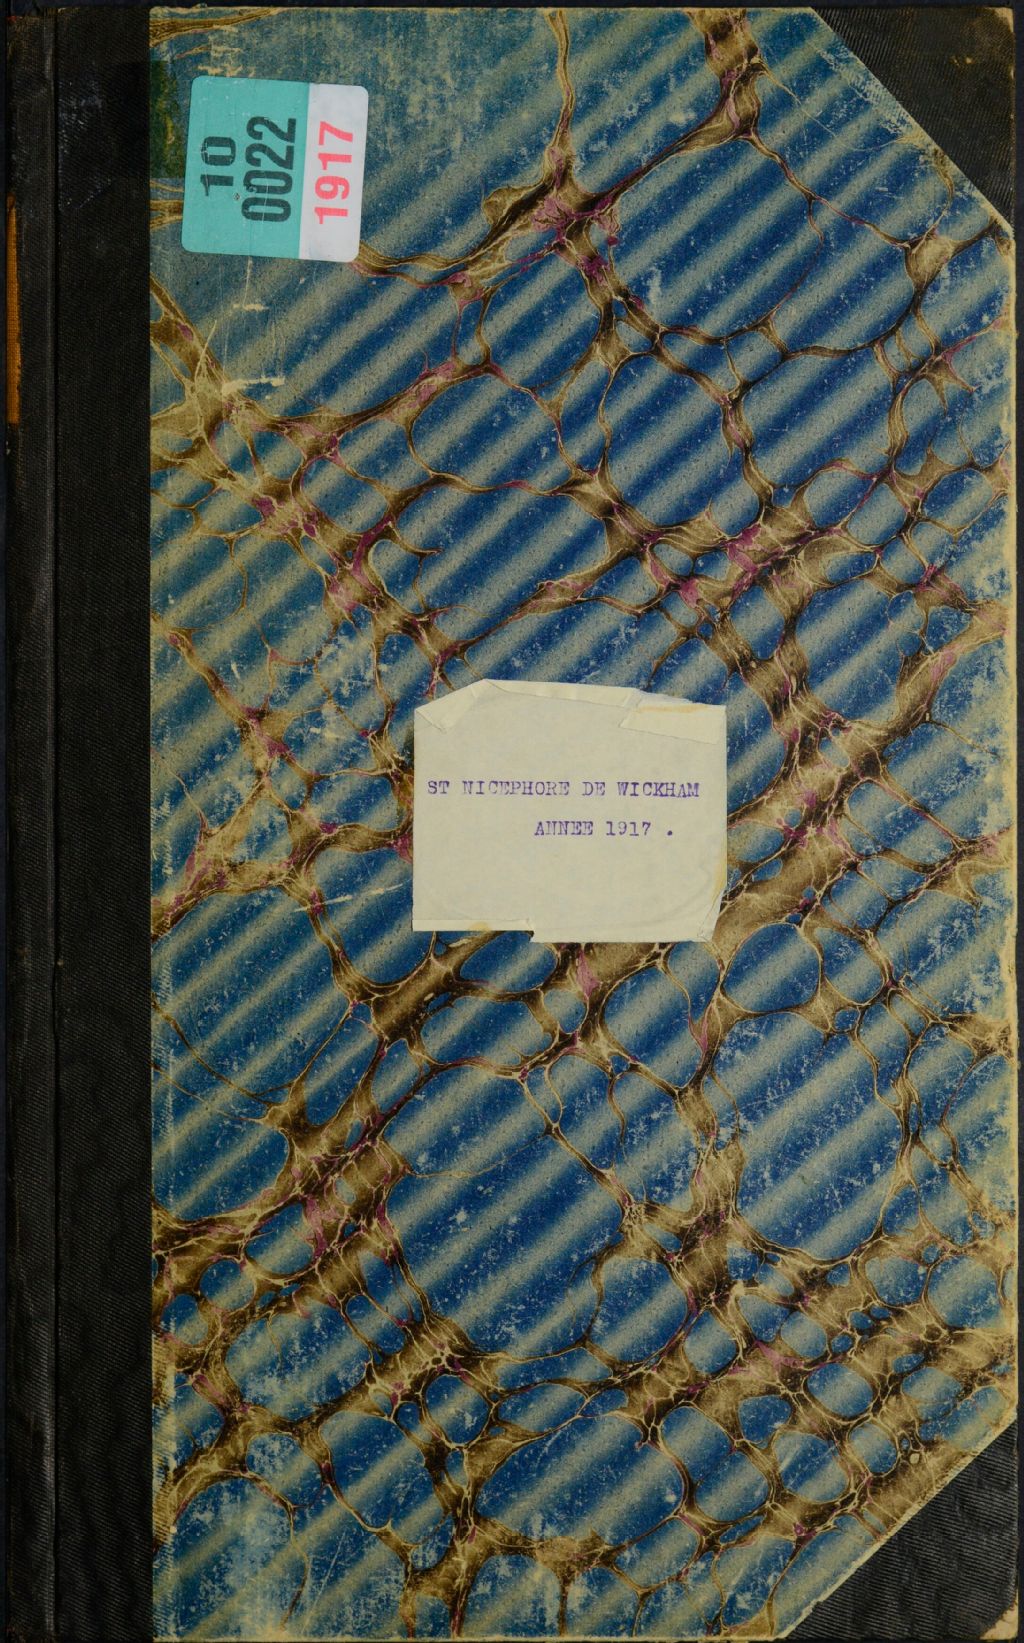 10
0022
1917
ST NICEPHORE DE WICKHAM
ANNEE 1917 .